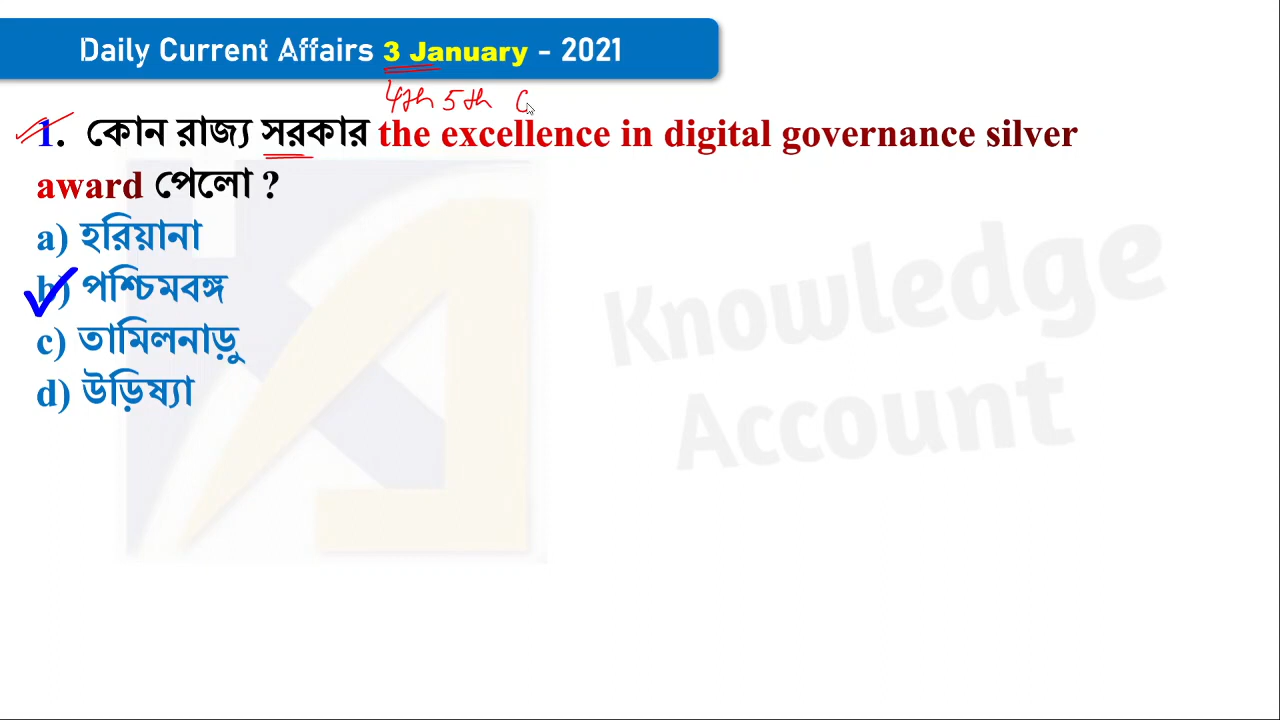 Daily Current Affairs 3 January - 2021
4th 5th
1. কোন রাজ্য সরকার the excellence in digital governance silver
award পেলো ?
a) হরিয়ানা
b) পশ্চিমবঙ্গ
c) তামিলনাড়ু
d) উড়িষ্যা
Knowledge
Account